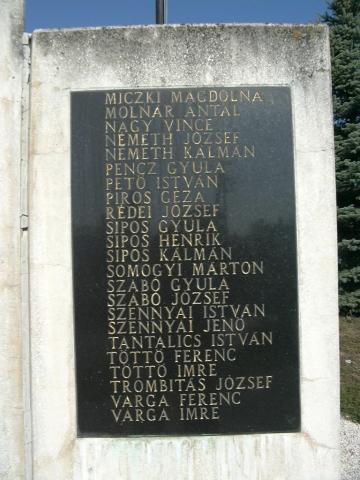 MICZKI MAGDOLNA
MOLNÁR ANTAL
NAGY VINCE
NÉMETH JÓZSEF
NÉMETH KÁLMÁN
PENCZ GYULA
PETŐ ISTVÁN
PIROS GÉZA
RÉDEI JÓZSEF
SIPOS GYULA
SIPOS HENRIK
SIPOS KÁLMÁN
SOMOGYI MÁRTON
SZABÓ GYULA
SZABÓ JÓZSEF
SZENNYAI ISTVÁN
SZENNYAI JENŐ
TANTALICS ISTVÁN
TÖTTŐ FERENC
TÖTTŐ IMRE
TROMBITÁS JÓZSEF
VARGA FERENC
VARGA IMRE